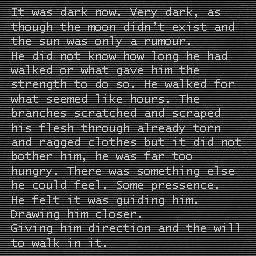 It was dark now. Very dark, as
though the moon didn't exist and
the sun was only a rumour.
He did not know how long he had
walked or what gave him the
strength to do so. He walked for
what seemed like hours. The
branches scratched and scraped
his flesh through already torn
and ragged clothes but it did not
bother him, he was far too
hungry. There was something else
he could feel. Some pressence.
He felt it was guiding him.
Drawing him closer.
Giving him direction and the will
to walk in it.